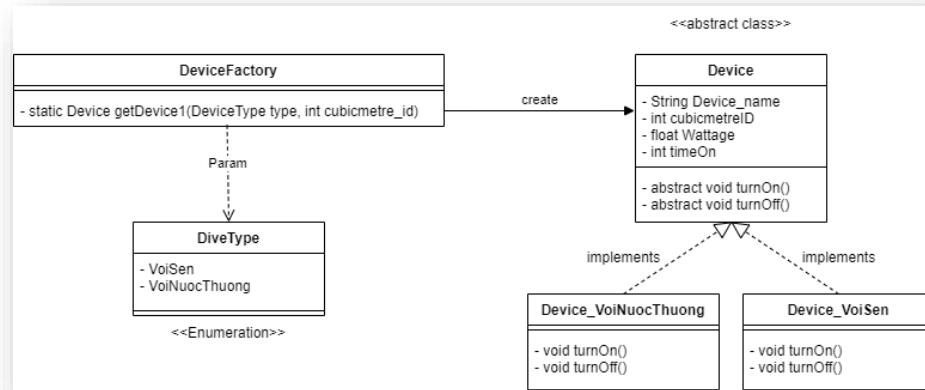 <<abstract class>>
DeviceFactory
- static Device getDevice1(DeviceType type, int cubicmetre_id)
create
Device
- String Device_name
- int cubicmetreID
- float Wattage
- int timeOn
- abstract void turnOn()
- abstract void turnOff()
Param
DiveType
- VoiSen
- VoiNuocThuong
<<Enumeration>>
implements
implements
Device_VoiNuocThuong
- void turnOn()
- void turnOff()
Device_VoiSen
- void turnOn()
- void turnOff()